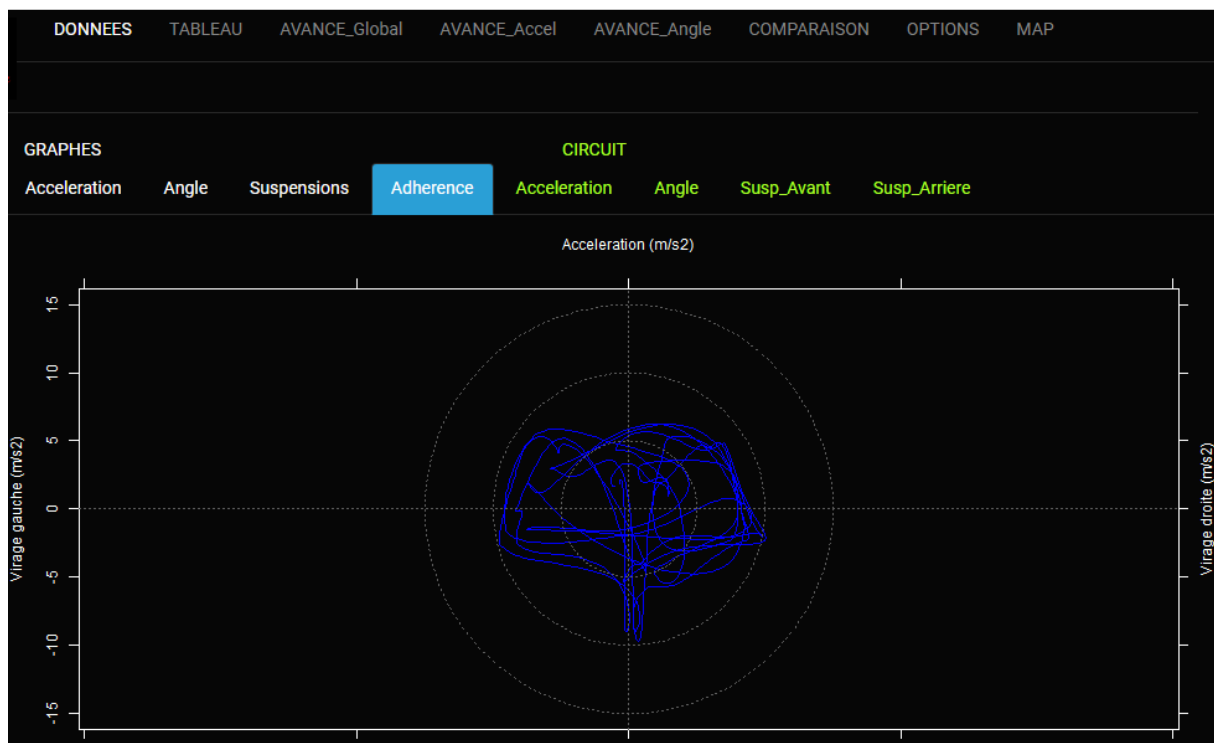 DONNEES TABLEAU AVANCE_Global AVANCE_Accel AVANCE_Angle COMPARAISON OPTIONS MAP
GRAPHES CIRCUIT
Acceleration Angle Suspensions Adherence Acceleration Angle Susp_Avant Susp_Arriere
Acceleration (m/s2)
15
10
5
0
-5
-10
-15
Virage gauche (m/s2)
Virage droite (m/s2)